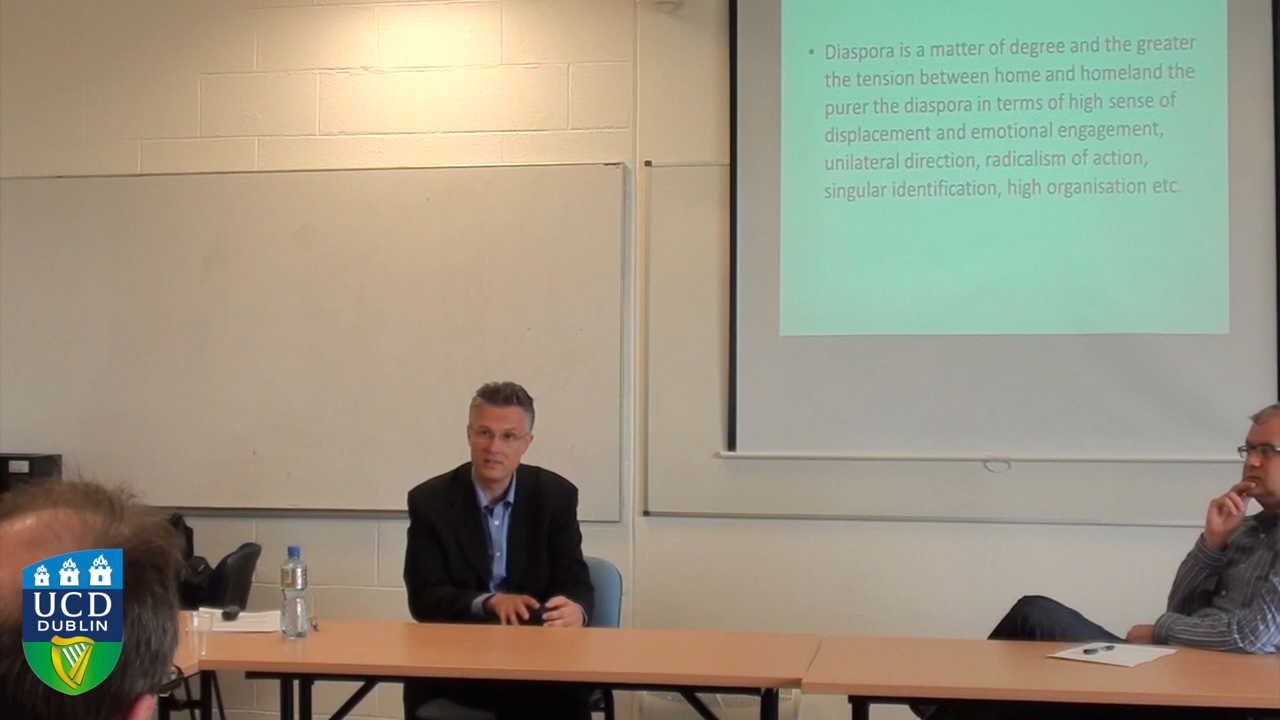 • Diaspora is a matter of degree and the greater
the tension between home and homeland the
purer the diaspora in terms of high sense of
displacement and emotional engagement,
unilateral direction, radicalism of action,
singular identification, high organisation etc.
UCD
DUBLIN